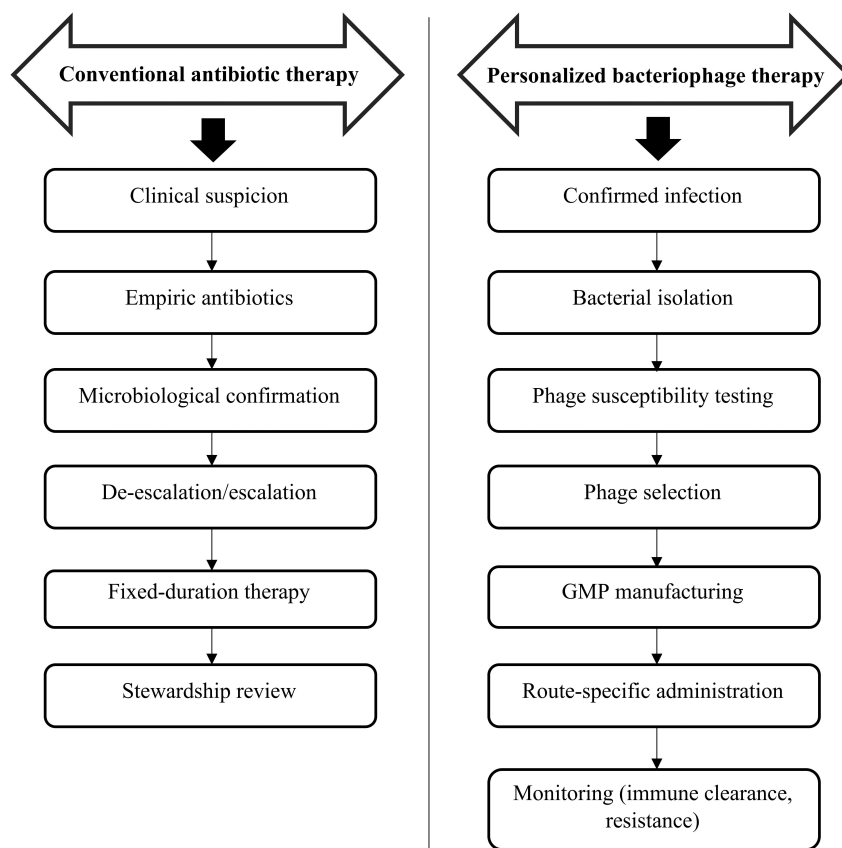 Conventional antibiotic therapy
Clinical suspicion
Empiric antibiotics
Microbiological confirmation
De-escalation/escalation
Fixed-duration therapy
Stewardship review
Personalized bacteriophage therapy
Confirmed infection
Bacterial isolation
Phage susceptibility testing
Phage selection
GMP manufacturing
Route-specific administration
Monitoring (immune clearance,
resistance)